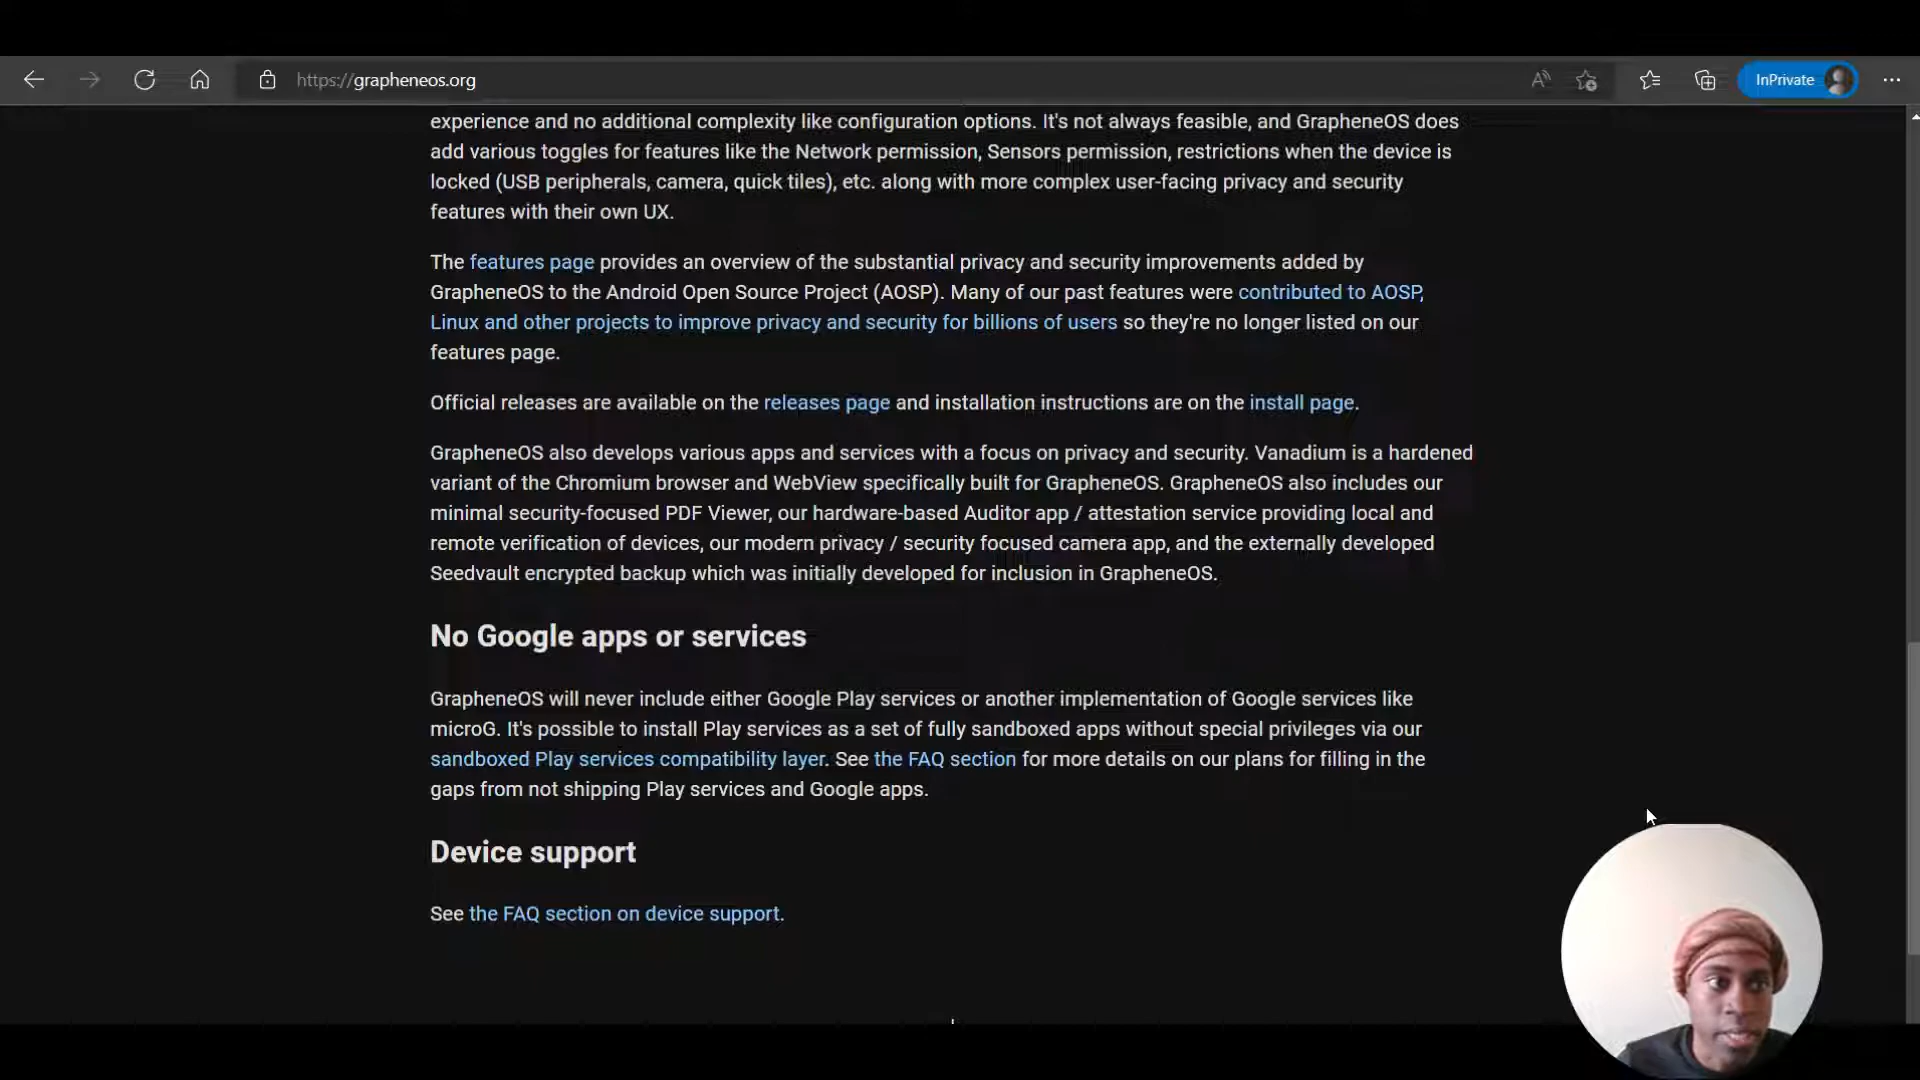 https://grapheneos.org
InPrivate
experience and no additional complexity like configuration options. It's not always feasible, and GrapheneOS does
add various toggles for features like the Network permission, Sensors permission, restrictions when the device is
locked (USB peripherals, camera, quick tiles), etc. along with more complex user-facing privacy and security
features with their own UX.
The features page provides an overview of the substantial privacy and security improvements added by
GrapheneOS to the Android Open Source Project (AOSP). Many of our past features were contributed to AOSP,
Linux and other projects to improve privacy and security for billions of users so they're no longer listed on our
features page.
Official releases are available on the releases page and installation instructions are on the install page.
GrapheneOS also develops various apps and services with a focus on privacy and security. Vanadium is a hardened
variant of the Chromium browser and WebView specifically built for GrapheneOS. GrapheneOS also includes our
minimal security-focused PDF Viewer, our hardware-based Auditor app / attestation service providing local and
remote verification of devices, our modern privacy / security focused camera app, and the externally developed
Seedvault encrypted backup which was initially developed for inclusion in GrapheneOS.
No Google apps or services
GrapheneOS will never include either Google Play services or another implementation of Google services like
microG. It's possible to install Play services as a set of fully sandboxed apps without special privileges via our
sandboxed Play services compatibility layer. See the FAQ section for more details on our plans for filling in the
gaps from not shipping Play services and Google apps.
Device support
See the FAQ section on device support.